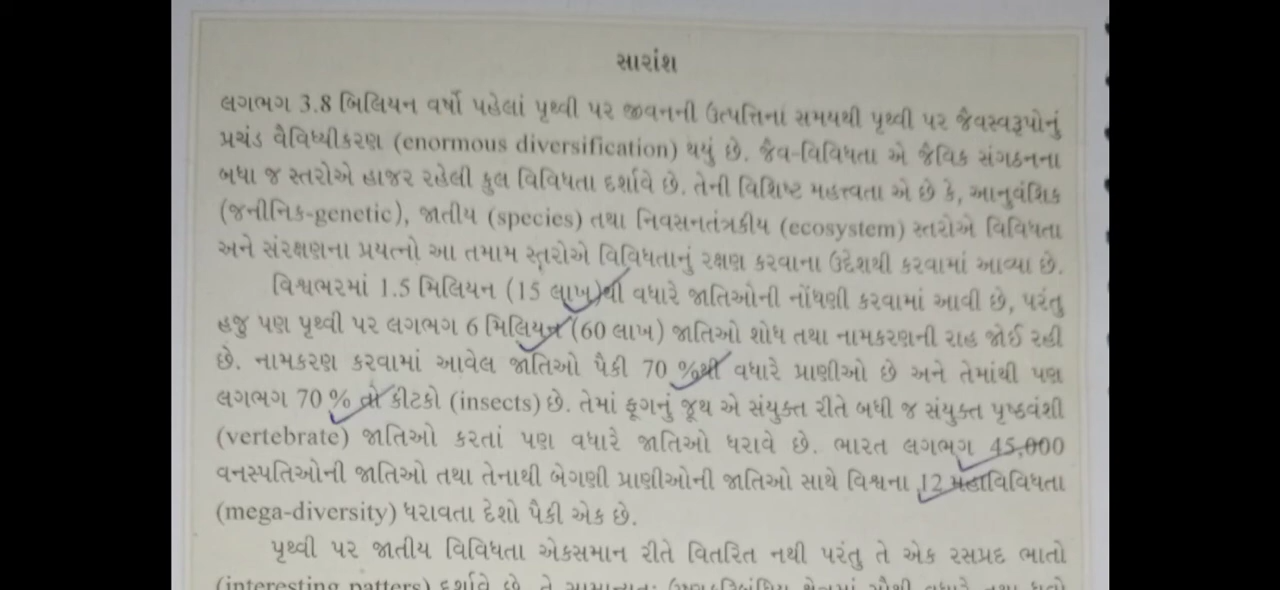 સારાંશ
લગભગ 3.8 બિલિયન વર્ષો પહેલાં પૃથ્વી પર જીવનની ઉત્પત્તિના સમયથી પૃથ્વી પર જૈવસ્વરૂપોનું
પ્રચંડ વૈવિધ્યીકરણ (enormous diversification) થયું છે. જૈવ-વિવિધતા એ જૈવિક સંગઠનના
બધા જ સ્તરોએ હાજર રહેલી કુલ વિવિધતા દર્શાવે છે. તેની વિશિષ્ટ મહત્ત્વતા એ છે કે, આનુવંશિક
(જનીનિક-genetic), જાતીય (species) તથા નિવસનતંત્રકીય (ecosystem) સ્તરોએ વિવિધતા
અને સંરક્ષણના પ્રયત્નો આ તમામ સ્તરોએ વિવિધતાનું રક્ષણ કરવાના ઉદેશથી કરવામાં આવ્યા છે.
વિશ્વભરમાં 1.5 મિલિયન (15 લાખ)થી વધારે જાતિઓની નોંધણી કરવામાં આવી છે, પરંતુ
હજુ પણ પૃથ્વી પર લગભગ 6 મિલિયન (60 લાખ) જાતિઓ શોધ તથા નામકરણની રાહ જોઈ રહી
છે. નામકરણ કરવામાં આવેલ જાતિઓ પૈકી 70 %થી વધારે પ્રાણીઓ છે અને તેમાંથી પણ
લગભગ 70 % તો કીટકો (insects) છે. તેમાં ફૂગનું જૂથ એ સંયુક્ત રીતે બધી જ સંયુક્ત પૃષ્ઠવંશી
(vertebrate) જાતિઓ કરતાં પણ વધારે જાતિઓ ધરાવે છે. ભારત લગભગ 45,000
વનસ્પતિઓની જાતિઓ તથા તેનાથી બેગણી પ્રાણીઓની જાતિઓ સાથે વિશ્વના 12 મહાવિવિધતા
(mega-diversity) ધરાવતા દેશો પૈકી એક છે.
પૃથ્વી પર જાતીય વિવિધતા એકસમાન રીતે વિતરિત નથી પરંતુ તે એક રસપ્રદ ભાતો
(interesting patters) દર્શાવે છે. તે